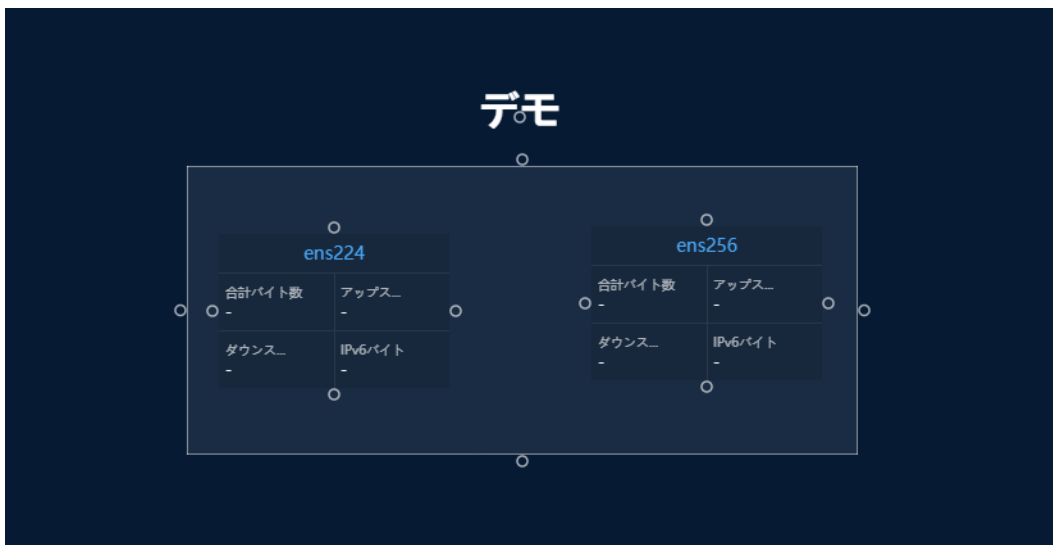 デモ
ens224
合計バイト数 アップス...
- -
ダウンス... IPv6バイト
- -
ens256
合計バイト数 アップス...
- -
ダウンス... IPv6バイト
- -